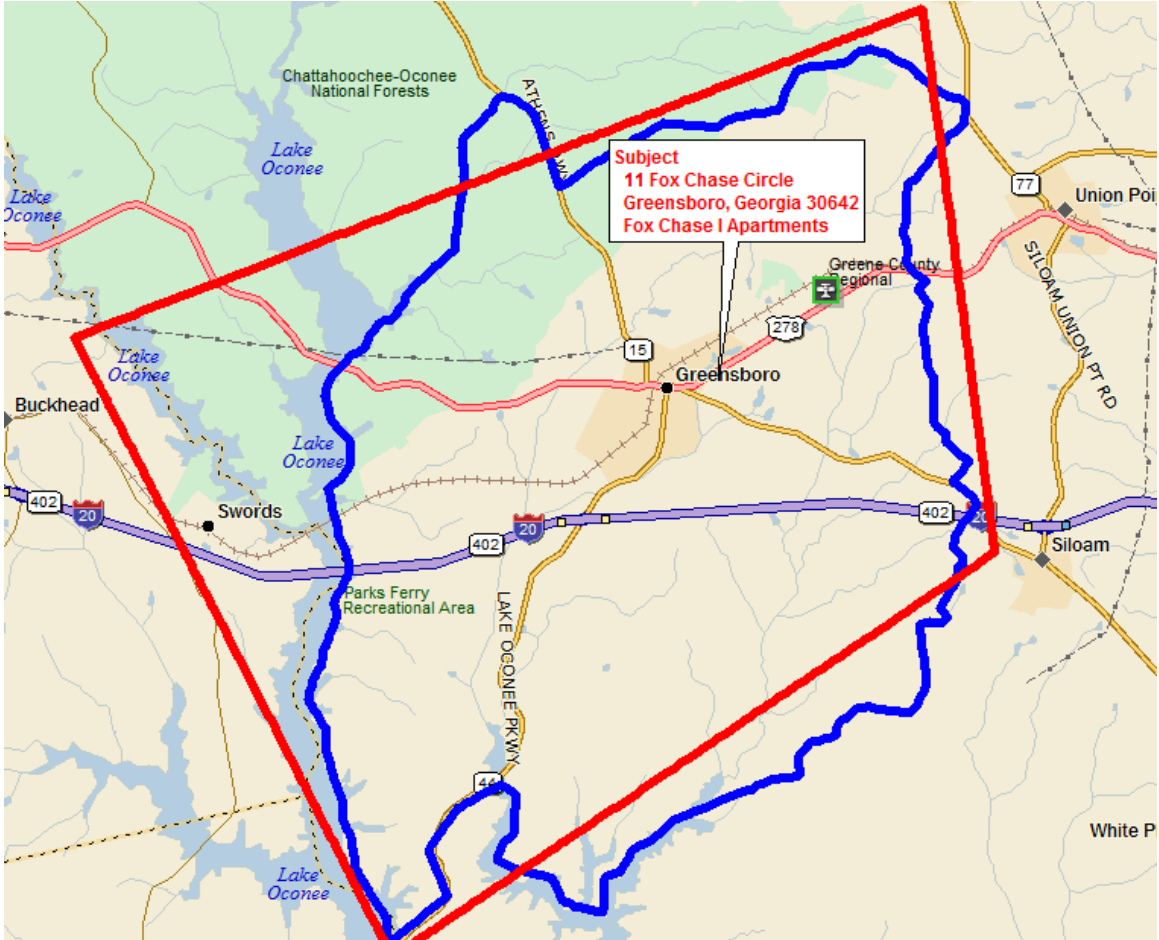 Chattahoochee-Oconee
National Forests
ATHENS
Lake
Oconee
Lake
Oconee
Subject
11 Fox Chase Circle
Greensboro, Georgia 30642
Fox Chase I Apartments
77
Union
Greene County
Regional
SILOAM UNION PT RD
278
15
Lake
Oconee
Greensboro
Buckhead
Lake
Oconee
402
20
Swords
402
20
402
20
Siloam
Parks Ferry
Recreational Area
LAKE OCONEE PKWY
44
White
Lake
Oconee
Lake
Oconee